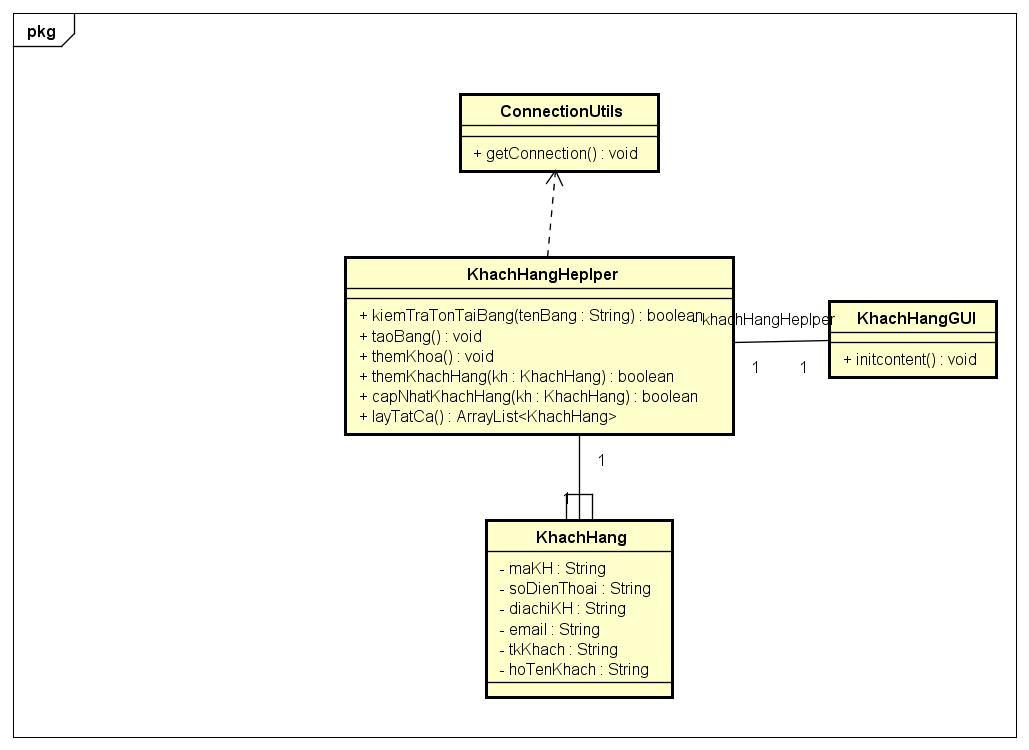 pkg
ConnectionUtils
+ getConnection() : void
KhachHangHeplper
+ kiemTraTonTaiBang(tenBang : String) : boolean
+ taoBang() : void
+ themKhoa() : void
+ themKhachHang(kh : KhachHang) : boolean
+ capNhatKhachHang(kh : KhachHang) : boolean
+ layTatCa() : ArrayList<KhachHang>
- khachHangHeplper
1
1
KhachHangGUI
+ initcontent() : void
1
1
KhachHang
- maKH : String
- soDienThoai : String
- diachiKH : String
- email : String
- tkKhach : String
- hoTenKhach : String